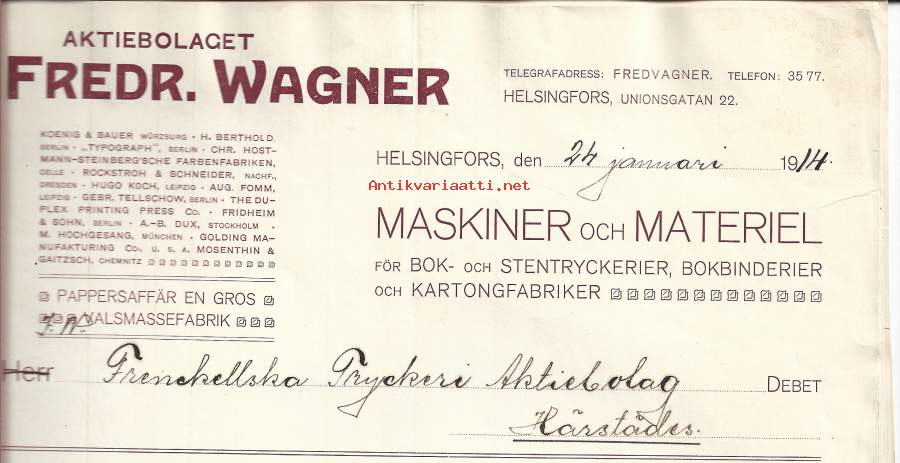 AKTIEBOLAGET
FREDR. WAGNER
TELEGRAFADRESS: FREDVAGNER. TELEFON: 35 77.
HELSINGFORS, UNIONSGATAN 22.
KOENIG & BAUER WÜRZBURG · H. BERTHOLD,
BERLIN · „TYPOGRAPH", BERLIN · CHR. HOST-
MANN-STEINBERG'SCHE FARBENFABRIKEN,
CELLE · ROCKSTROH & SCHNEIDER, NACHF.,
DRESDEN · HUGO KOCH, LEIPZIG · AUG. FOMM,
LEIPZIG · GEBR. TELLSCHOW, BERLIN · THE DU-
PLEX PRINTING PRESS CO. · FRIDHEIM
& SOHN, BERLIN · A.-B. DUX, STOCKHOLM ·
M. HOCHGESANG, MÜNCHEN · GOLDING MA-
NUFAKTURING CO., U. S. A. MOSENTHIN &
GAITZSCH, CHEMNITZ
PAPPERSAFFÄR EN GROS
VALSMASSEFABRIK
HELSINGFORS, den 24 januari 1914.
Antikvariaatti.net
MASKINER OCH MATERIEL
FÖR BOK- OCH STENTRYCKERIER, BOKBINDERIER
OCH KARTONGFABRIKER
Herr Frenckellska Tryckeri Aktiebolag DEBET
Härstädes.